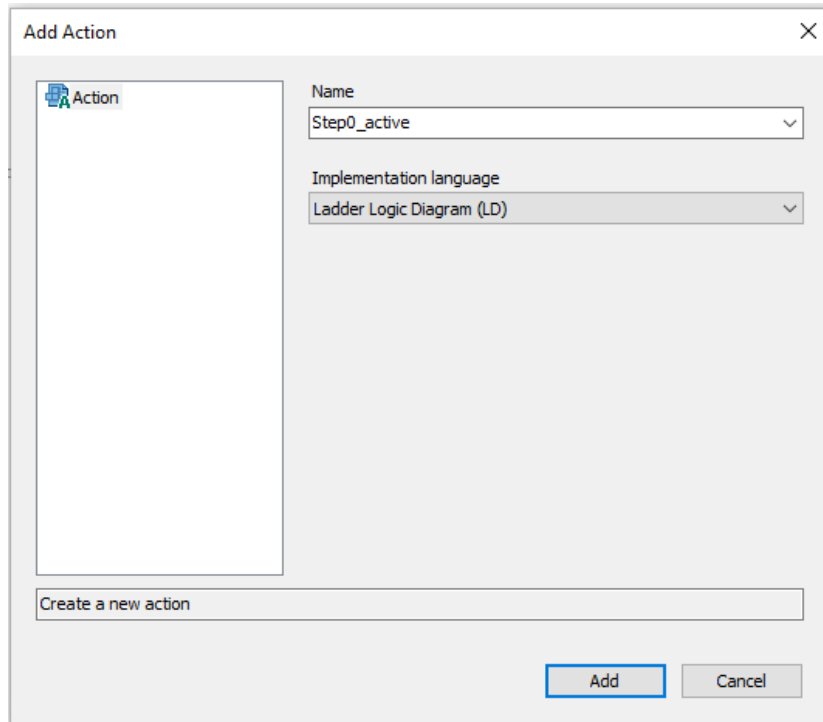 Add Action
Action
Name
Step0_active
Implementation language
Ladder Logic Diagram (LD)
Create a new action
Add
Cancel